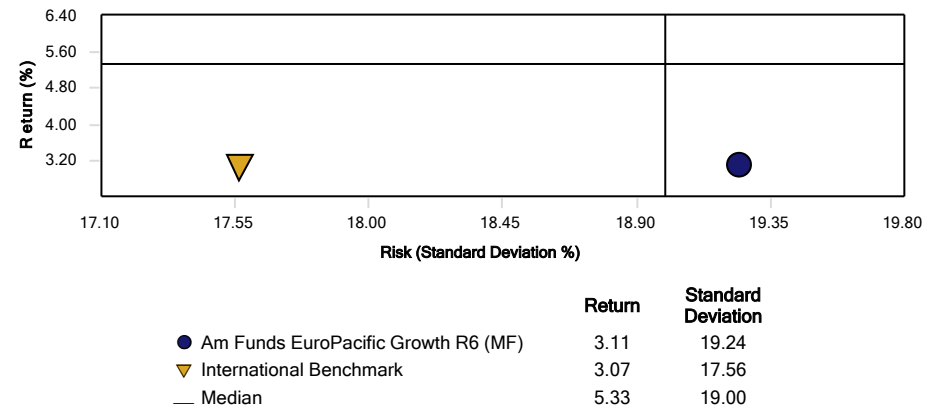 6.40
5.60
4.80
4.00
3.20
Return (%)
17.10 17.55 18.00 18.45 18.90 19.35 19.80
Risk (Standard Deviation %)
Return Standard Deviation
Am Funds EuroPacific Growth R6 (MF) 3.11 19.24
International Benchmark 3.07 17.56
Median 5.33 19.00